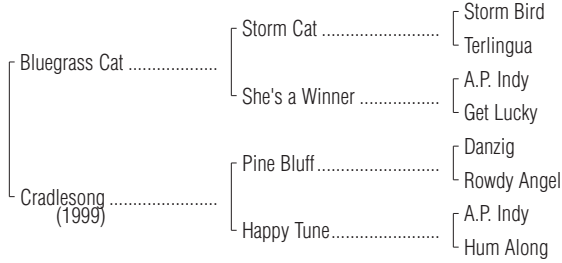 Storm Bird
Storm Cat ............................
Terlingua
Bluegrass Cat .....................
A.P. Indy
She's a Winner ...................
Get Lucky
Danzig
Pine Bluff.............................
Rowdy Angel
Cradlesong .........................
(1999)
A.P. Indy
Happy Tune..........................
Hum Along